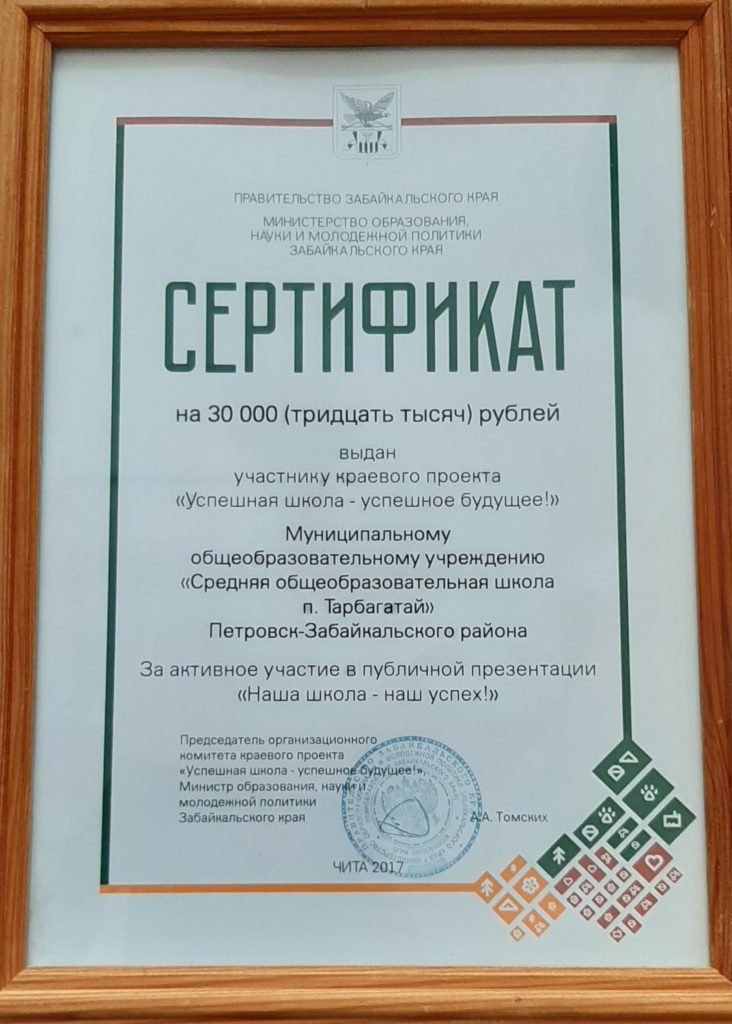 ПРАВИТЕЛЬСТВО ЗАБАЙКАЛЬСКОГО КРАЯ
МИНИСТЕРСТВО ОБРАЗОВАНИЯ,
НАУКИ И МОЛОДЕЖНОЙ ПОЛИТИКИ
ЗАБАЙКАЛЬСКОГО КРАЯ
СЕРТИФИКАТ
на 30 000 (тридцать тысяч) рублей
выдан
участнику краевого проекта
«Успешная школа - успешное будущее!»
Муниципальному
общеобразовательному учреждению
«Средняя общеобразовательная школа
п. Тарбагатай»
Петровск-Забайкальского района
За активное участие в публичной презентации
«Наша школа - наш успех!»
Председатель организационного
комитета краевого проекта
«Успешная школа - успешное будущее!»,
Министр образования, науки и
молодежной политики
Забайкальского края
А.А. Томских
ЧИТА 2017